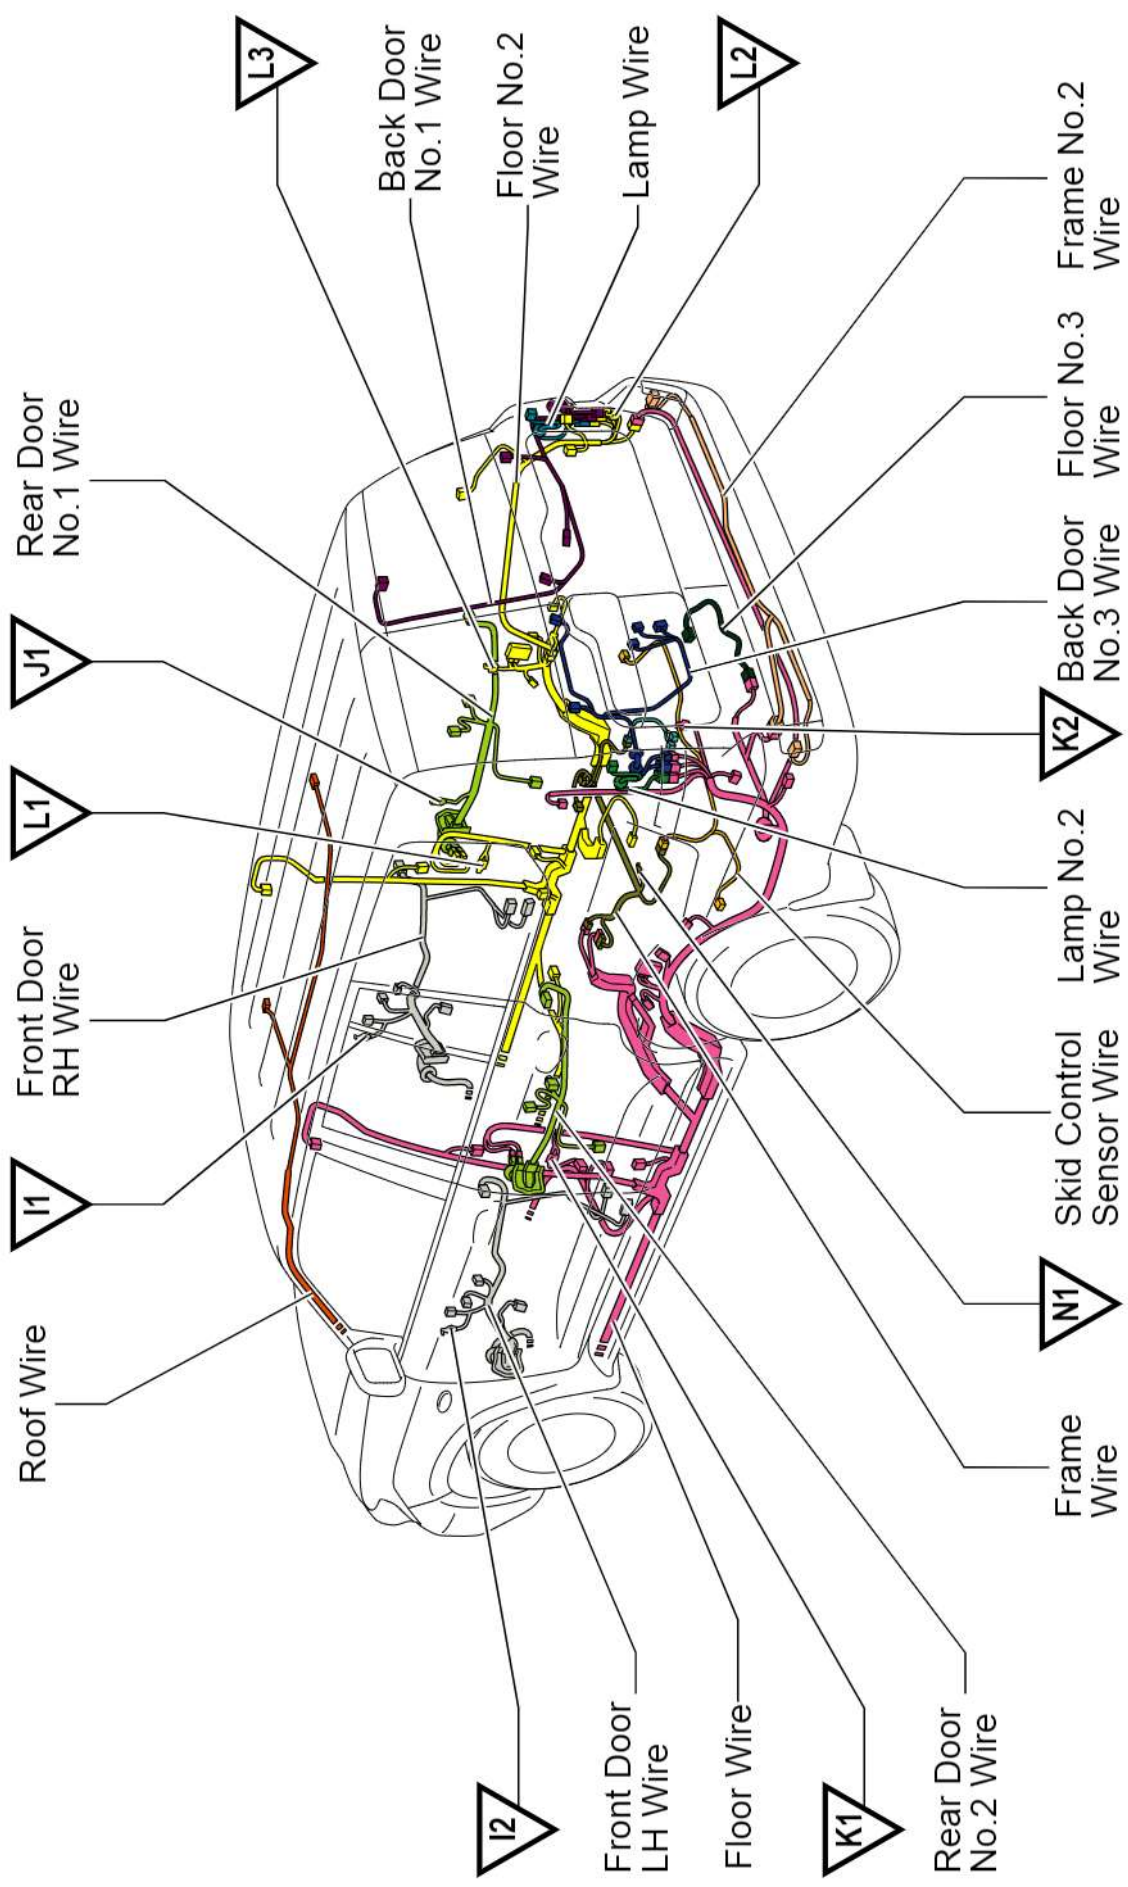 Roof Wire
I1
Front Door
RH Wire
L1
J1
Rear Door
No.1 Wire
L3
Back Door
No.1 Wire
Floor No.2
Wire
Lamp Wire
L2
I2
Front Door
LH Wire
Floor Wire
K1
Rear Door
No.2 Wire
Frame
Wire
N1
Skid Control
Sensor Wire
Lamp No.2
Wire
K2
Back Door
No.3 Wire
Floor No.3
Wire
Frame No.2
Wire